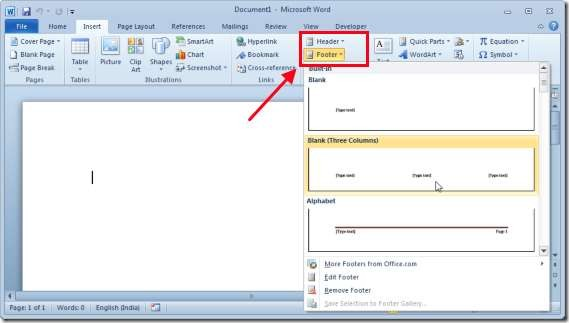 Document1 - Microsoft Word
File Home Insert Page Layout References Mailings Review View Developer
Cover Page
Blank Page
Page Break
Pages
Table
Tables
Picture
Clip Art
Shapes
SmartArt
Chart
Screenshot
Illustrations
Hyperlink
Bookmark
Cross-reference
Links
Header
Footer
Quick Parts
WordArt
Equation
Symbol
Built-In
Blank
[Type text]
Blank (Three Columns)
[Type text] [Type text] [Type text]
Alphabet
[Type text] Page 1
More Footers from Office.com
Edit Footer
Remove Footer
Save Selection to Footer Gallery...
Page: 1 of 1 Words: 0 English (India)